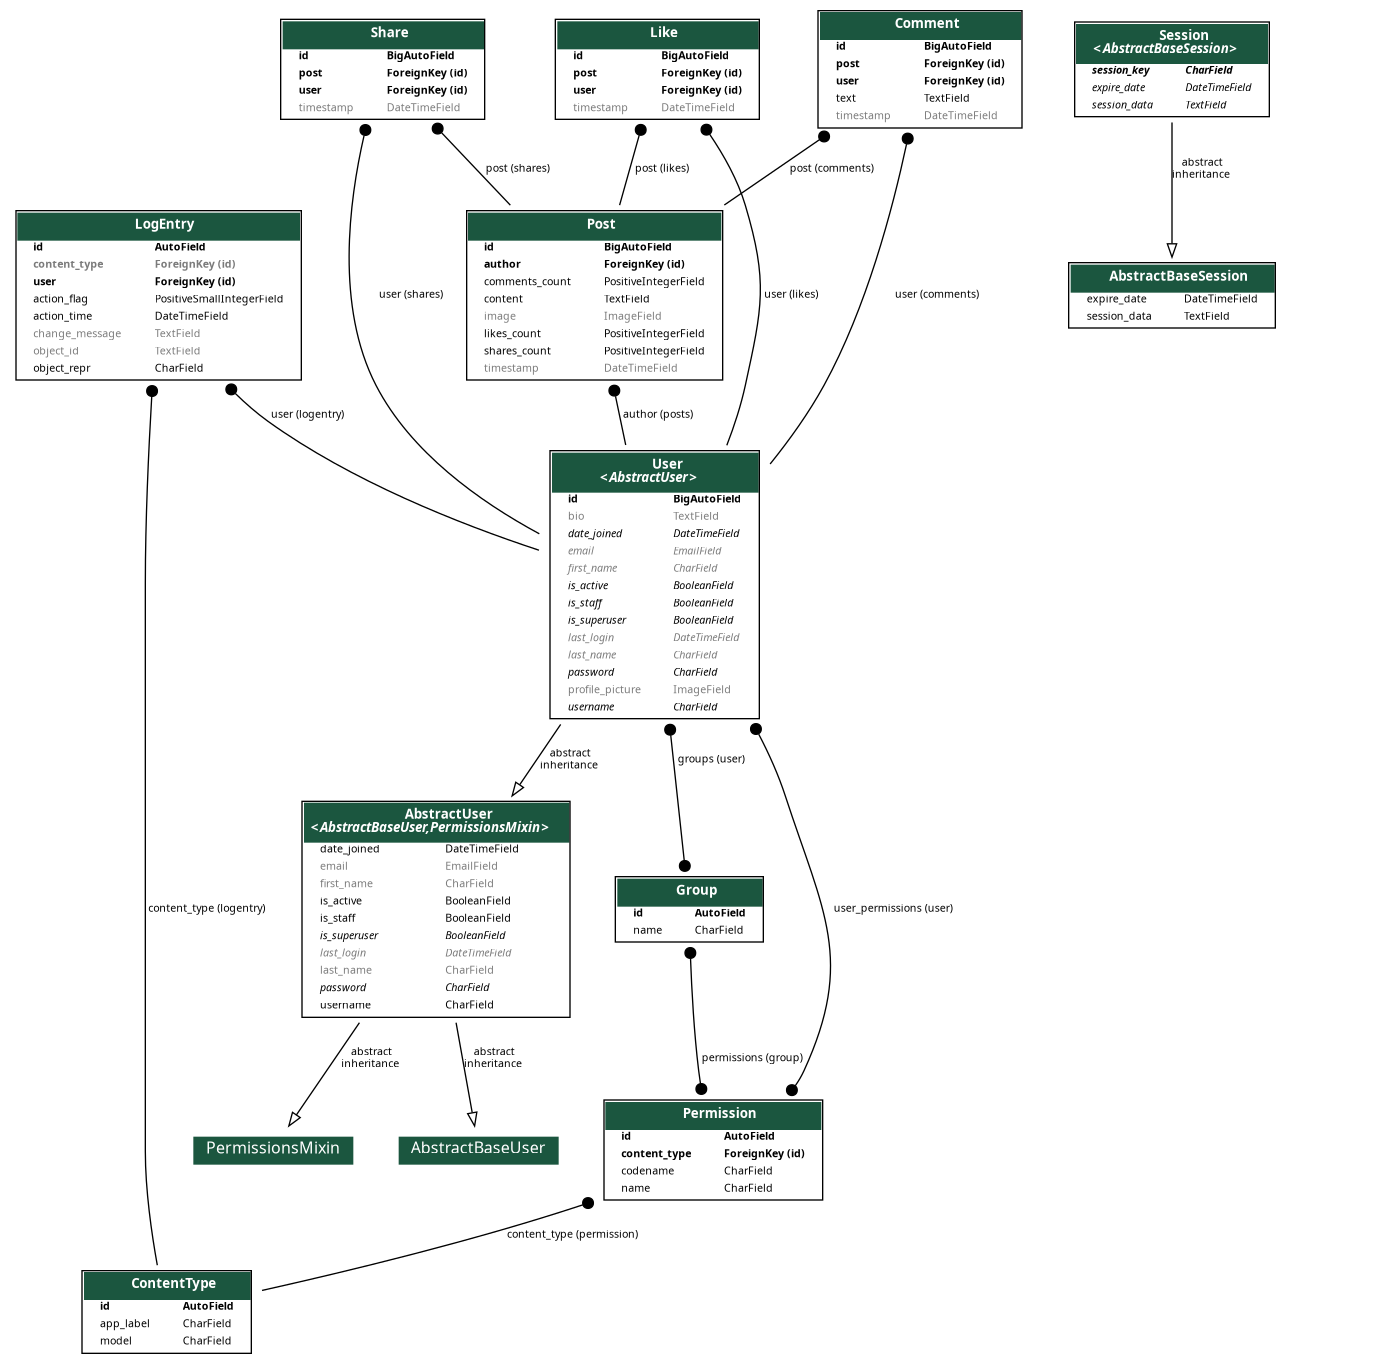 Share
id BigAutoField
post ForeignKey (id)
user ForeignKey (id)
timestamp DateTimeField
Like
id BigAutoField
post ForeignKey (id)
user ForeignKey (id)
timestamp DateTimeField
Comment
id BigAutoField
post ForeignKey (id)
user ForeignKey (id)
text TextField
timestamp DateTimeField
Session
<AbstractBaseSession>
session_key CharField
expire_date DateTimeField
session_data TextField
post (shares)
post (likes)
post (comments)
abstract
inheritance
LogEntry
id AutoField
content_type ForeignKey (id)
user ForeignKey (id)
action_flag PositiveSmallIntegerField
action_time DateTimeField
change_message TextField
object_id TextField
object_repr CharField
user (shares)
Post
id BigAutoField
author ForeignKey (id)
comments_count PositiveIntegerField
content TextField
image ImageField
likes_count PositiveIntegerField
shares_count PositiveIntegerField
timestamp DateTimeField
user (likes)
user (comments)
AbstractBaseSession
expire_date DateTimeField
session_data TextField
user (logentry)
author (posts)
User
<AbstractUser>
id BigAutoField
bio TextField
date_joined DateTimeField
email EmailField
first_name CharField
is_active BooleanField
is_staff BooleanField
is_superuser BooleanField
last_login DateTimeField
last_name CharField
password CharField
profile_picture ImageField
username CharField
abstract
inheritance
groups (user)
AbstractUser
<AbstractBaseUser,PermissionsMixin>
date_joined DateTimeField
email EmailField
first_name CharField
is_active BooleanField
is_staff BooleanField
is_superuser BooleanField
last_login DateTimeField
last_name CharField
password CharField
username CharField
Group
id AutoField
name CharField
content_type (logentry)
user_permissions (user)
abstract
inheritance
abstract
inheritance
permissions (group)
PermissionsMixin
AbstractBaseUser
Permission
id AutoField
content_type ForeignKey (id)
codename CharField
name CharField
content_type (permission)
ContentType
id AutoField
app_label CharField
model CharField